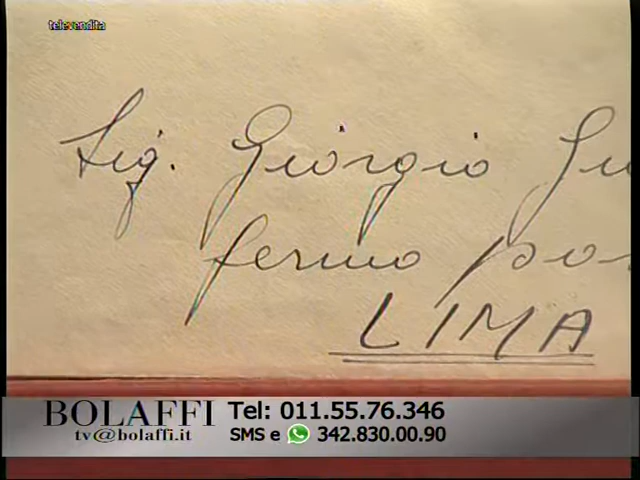 televendita
Sig. Giorgio
fermo
LIMA
BOLAFFI Tel: 011.55.76.346
tv@bolaffi.it SMS e 342.830.00.90